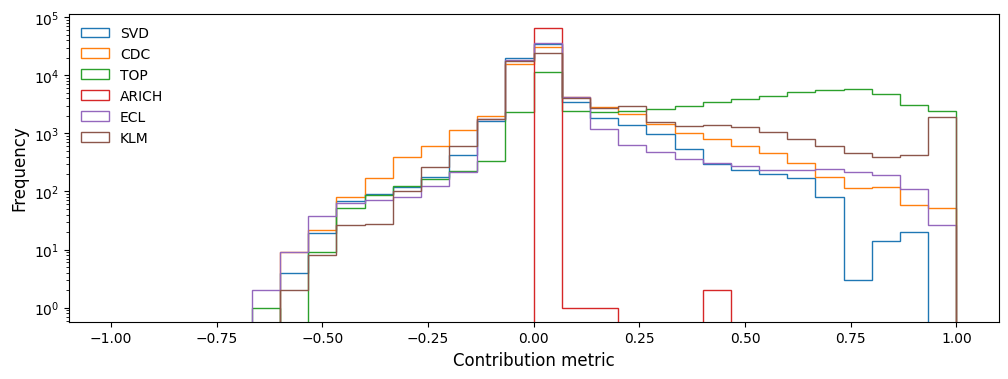 SVD
CDC
TOP
ARICH
ECL
KLM
Frequency
10⁵
10⁴
10³
10²
10¹
10⁰
−1.00 −0.75 −0.50 −0.25 0.00 0.25 0.50 0.75 1.00
Contribution metric